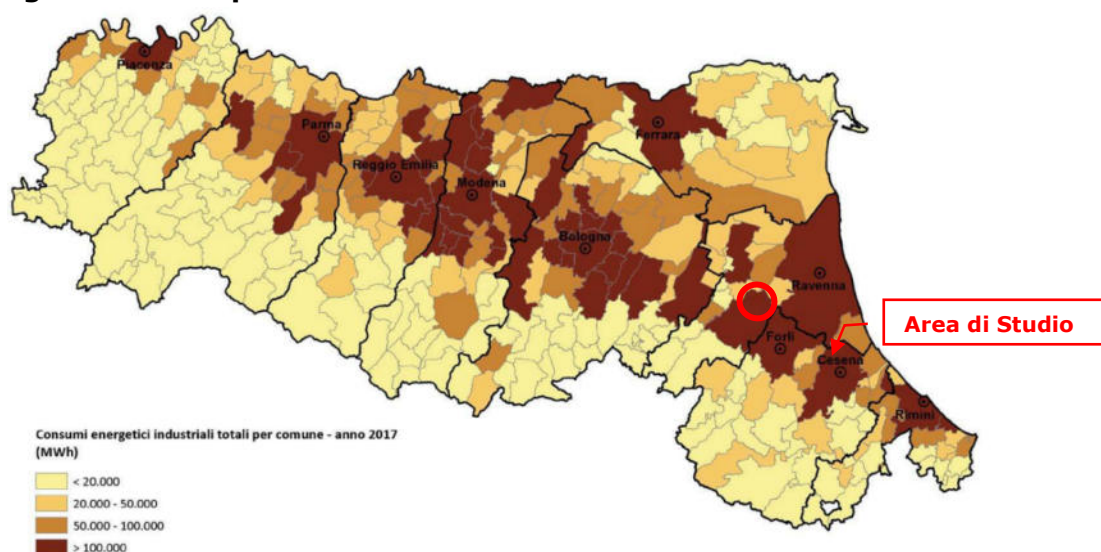 Piacenza
Parma
Reggio Emilia
Modena
Bologna
Ferrara
Ravenna
Area di Studio
Forlì
Cesena
Rimini
Consumi energetici industriali totali per comune - anno 2017
(MWh)
< 20.000
20.000 - 50.000
50.000 - 100.000
> 100.000